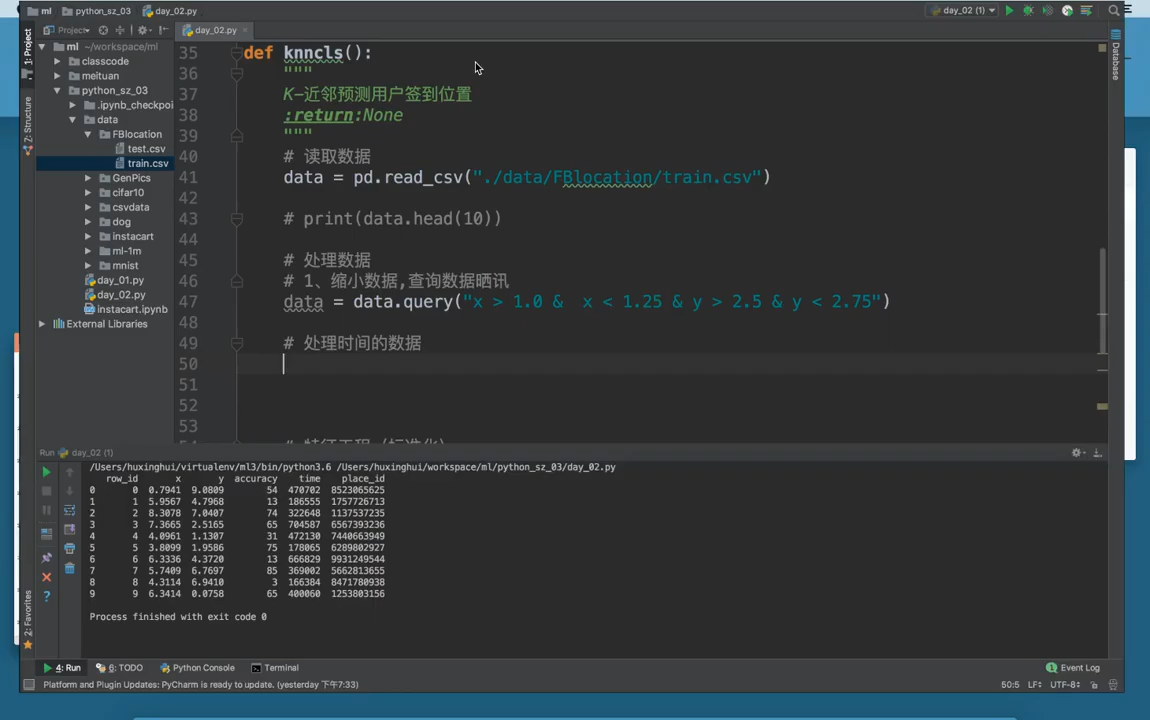 ml python_sz_03 day_02.py
day_02 (1)
Project
day_02.py
1: Project
7: Structure
2: Favorites
Database
ml ~/workspace/ml
classcode
meituan
python_sz_03
.ipynb_checkpoi
data
FBlocation
test.csv
train.csv
GenPics
cifar10
csvdata
dog
instacart
ml-1m
mnist
day_01.py
day_02.py
instacart.ipynb
External Libraries
35 def knncls():
36 """
37 K-近邻预测用户签到位置
38 :return:None
39 """
40 # 读取数据
41 data = pd.read_csv("./data/FBlocation/train.csv")
42
43 # print(data.head(10))
44
45 # 处理数据
46 # 1、缩小数据,查询数据晒讯
47 data = data.query("x > 1.0 &  x < 1.25 & y > 2.5 & y < 2.75")
48
49 # 处理时间的数据
50
51
52
53
Run day_02 (1)
/Users/huxinghui/virtualenv/ml3/bin/python3.6 /Users/huxinghui/workspace/ml/python_sz_03/day_02.py
row_id x y accuracy time place_id
0 0 0.7941 9.0809 54 470702 8523065625
1 1 5.9567 4.7968 13 186555 1757726713
2 2 8.3078 7.0407 74 322648 1137537235
3 3 7.3665 2.5165 65 704587 6567393236
4 4 4.0961 1.1307 31 472130 7440663949
5 5 3.8099 1.9586 75 178065 6289802927
6 6 6.3336 4.3720 13 666829 9931249544
7 7 5.7409 6.7697 85 369002 5662813655
8 8 4.3114 6.9410 3 166384 8471780938
9 9 6.3414 0.0758 65 400060 1253803156
Process finished with exit code 0
4: Run 6: TODO Python Console Terminal Event Log
Platform and Plugin Updates: PyCharm is ready to update. (yesterday 下午7:33) 50:5 LF UTF-8